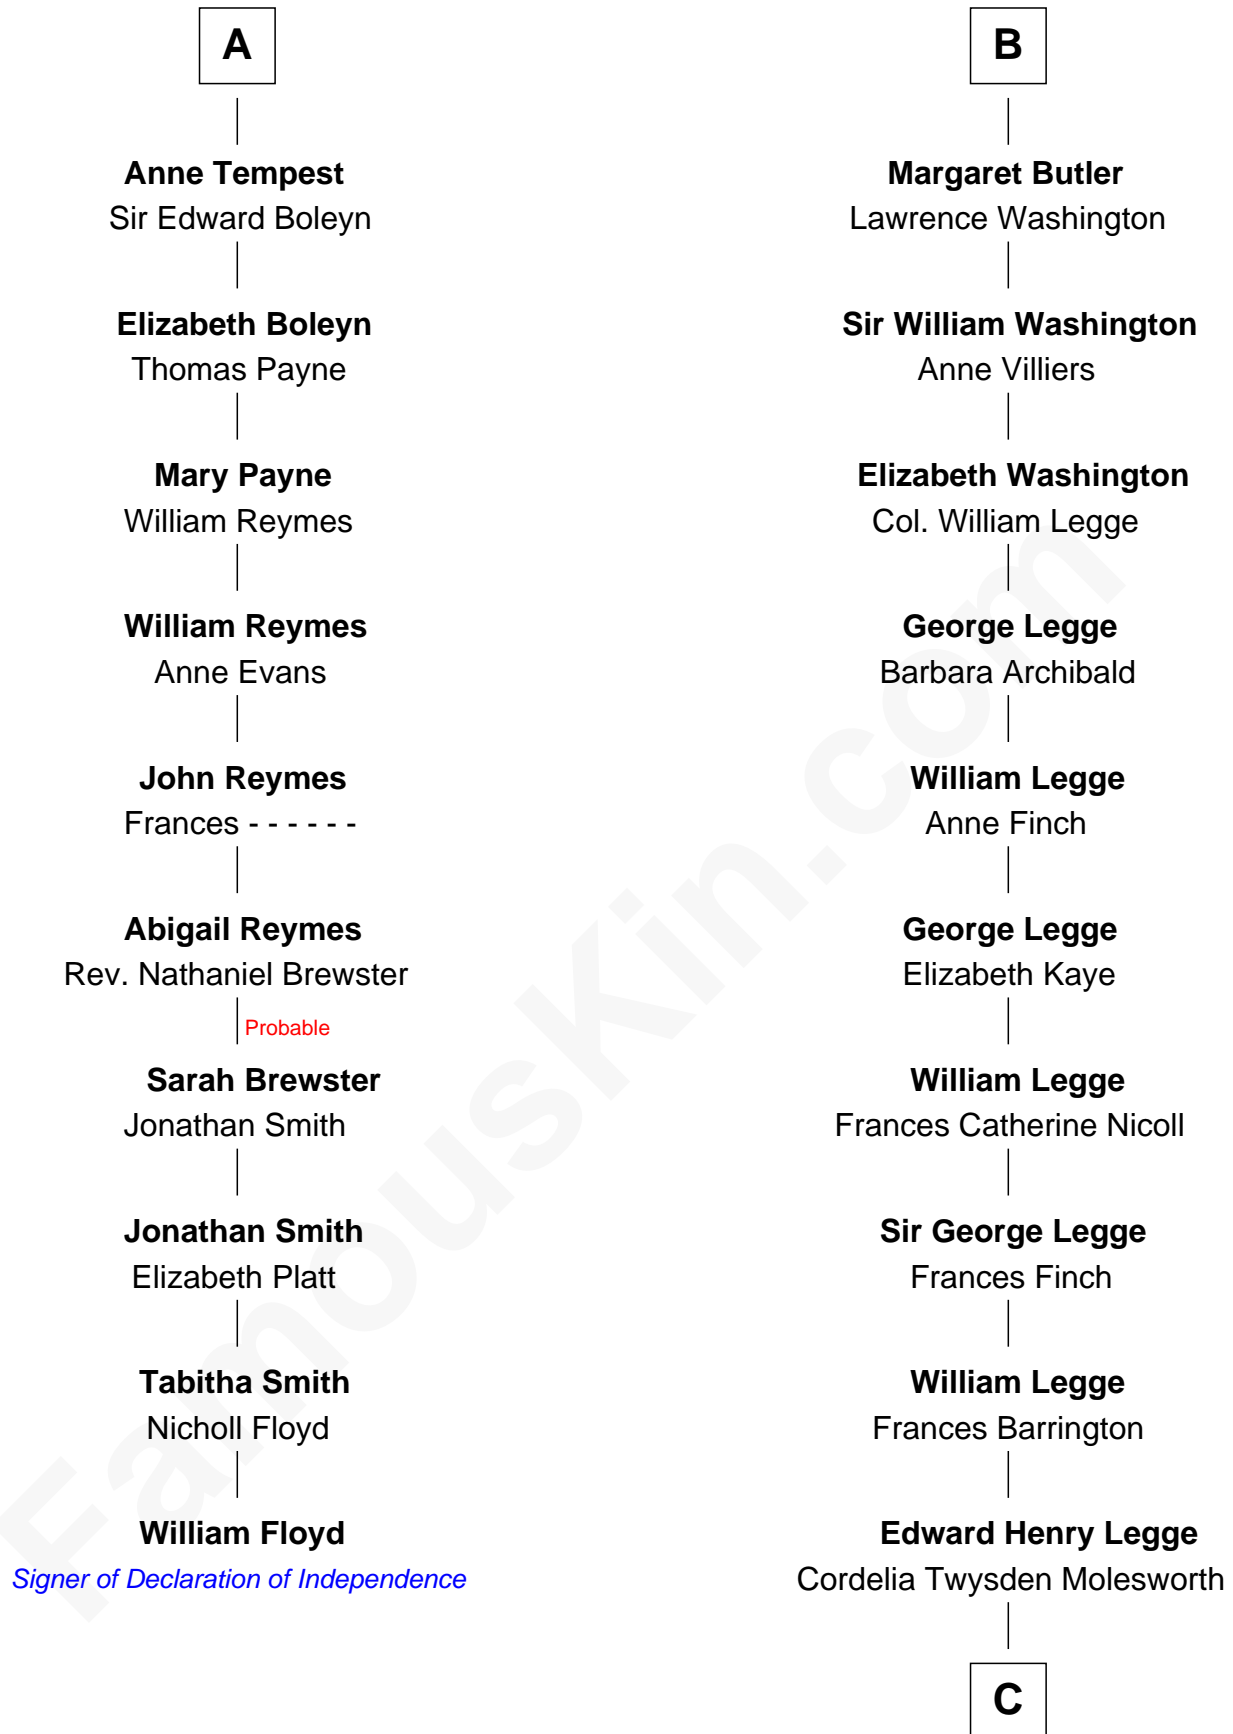 A
Anne Tempest
Sir Edward Boleyn
Elizabeth Boleyn
Thomas Payne
Mary Payne
William Reymes
William Reymes
Anne Evans
John Reymes
Frances - - - - - -
Abigail Reymes
Rev. Nathaniel Brewster
Probable
Sarah Brewster
Jonathan Smith
Jonathan Smith
Elizabeth Platt
Tabitha Smith
Nicholl Floyd
William Floyd
Signer of Declaration of Independence
B
Margaret Butler
Lawrence Washington
Sir William Washington
Anne Villiers
Elizabeth Washington
Col. William Legge
George Legge
Barbara Archibald
William Legge
Anne Finch
George Legge
Elizabeth Kaye
William Legge
Frances Catherine Nicoll
Sir George Legge
Frances Finch
William Legge
Frances Barrington
Edward Henry Legge
Cordelia Twysden Molesworth
C
FamousKin.com